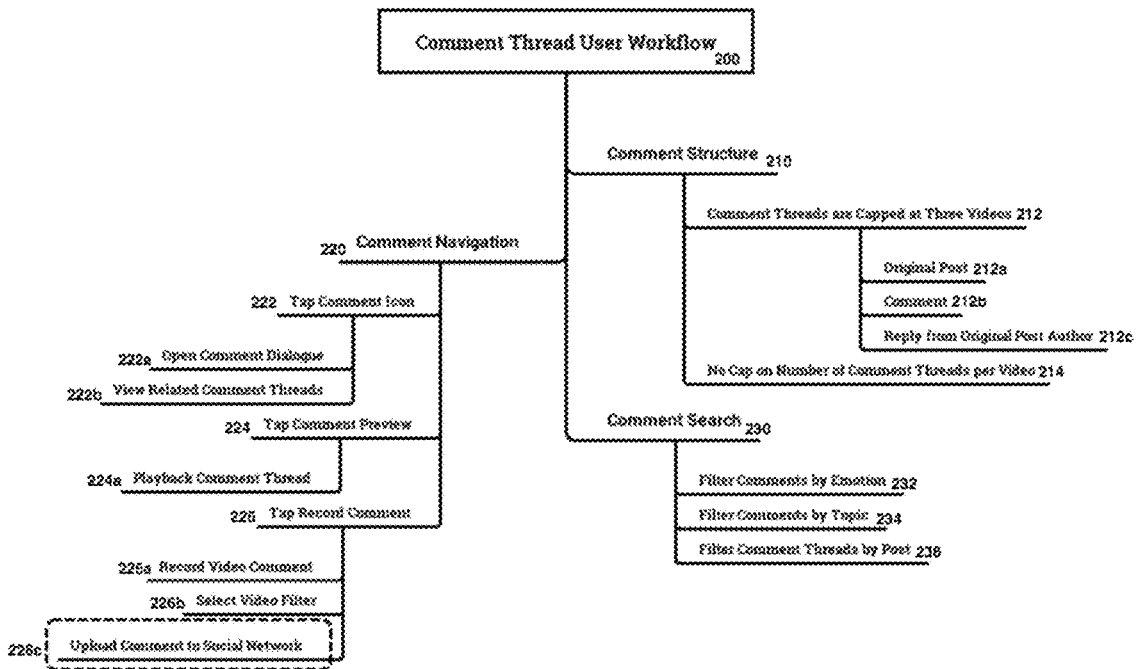 Comment Thread User Workflow 200
Comment Structure 210
Comment Threads are Capped at Three Videos 212
Original Post 212a
Comment 212b
Reply from Original Post Author 212c
No Cap on Number of Comment Threads per Video 214
220 Comment Navigation
222 Tap Comment Icon
222a Open Comment Dialogue
222b View Related Comment Threads
224 Tap Comment Preview
224a Playback Comment Thread
226 Tap Record Comment
226a Record Video Comment
226b Select Video Filter
226c Upload Comment to Social Network
Comment Search 230
Filter Comments by Emotion 232
Filter Comments by Topic 234
Filter Comment Threads by Post 236